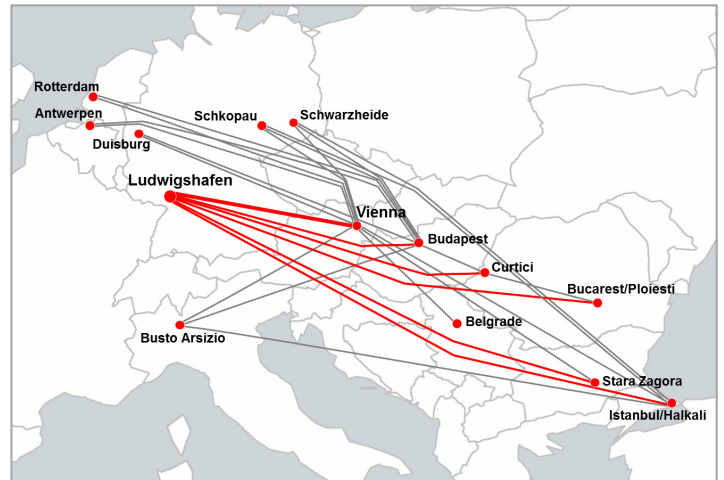 Rotterdam
Antwerpen
Duisburg
Schkopau
Schwarzheide
Ludwigshafen
Vienna
Budapest
Curtici
Bucarest/Ploiesti
Belgrade
Busto Arsizio
Stara Zagora
Istanbul/Halkali